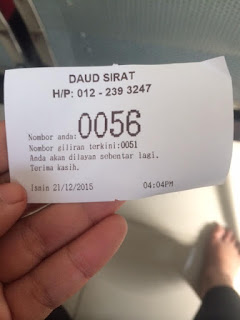 DAUD SIRAT
H/P: 012 - 239 3247
Nombor anda: 0056
Nombor giliran terkini:0051
Anda akan dilayan sebentar lagi.
Terima kasih.
Isnin 21/12/2015 04:04PM